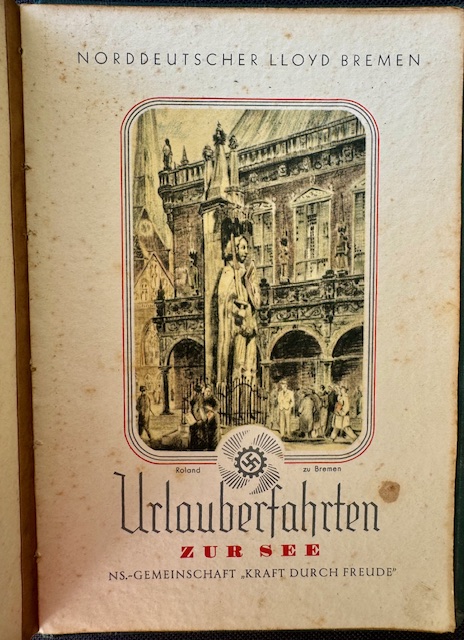 NORDDEUTSCHER LLOYD BREMEN
Roland zu Bremen
Urlauberfahrten
ZUR SEE
NS.-GEMEINSCHAFT „KRAFT DURCH FREUDE"